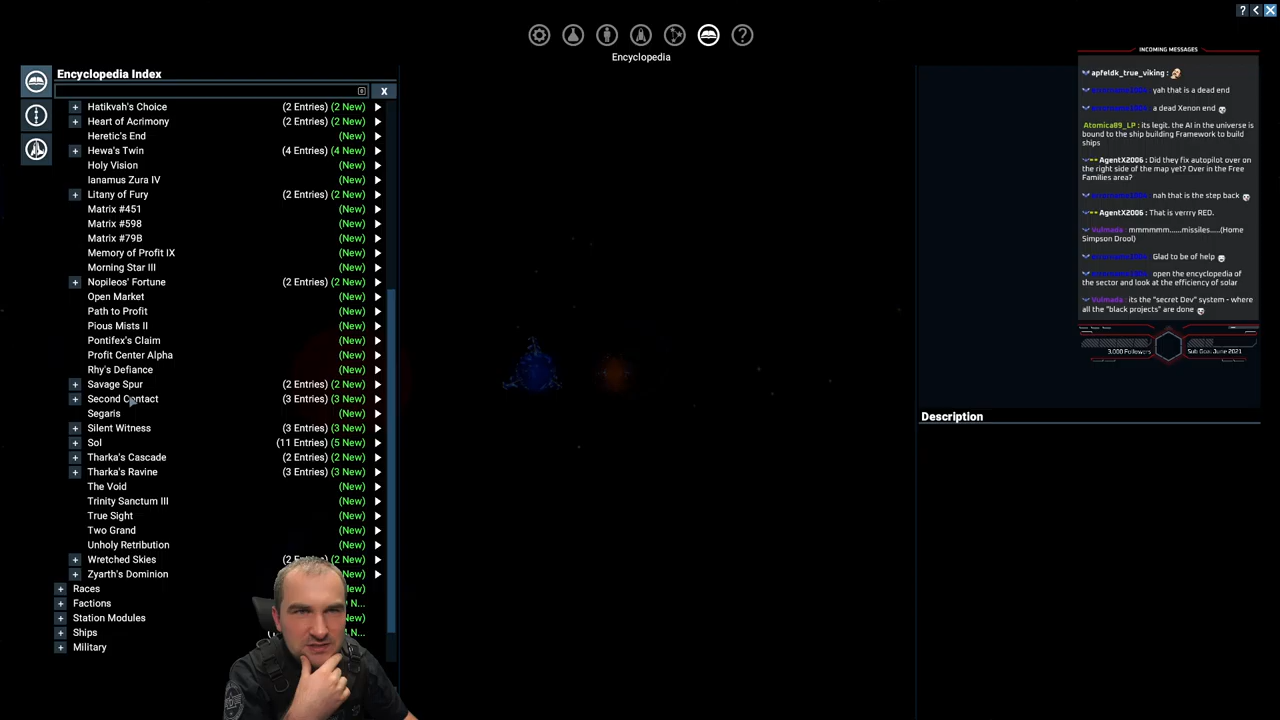 ? < X
Encyclopedia
Encyclopedia Index
X
+ Hatikvah's Choice (2 Entries) (2 New)
+ Heart of Acrimony (2 Entries) (2 New)
Heretic's End (New)
+ Hewa's Twin (4 Entries) (4 New)
Holy Vision (New)
Ianamus Zura IV (New)
+ Litany of Fury (2 Entries) (2 New)
Matrix #451 (New)
Matrix #598 (New)
Matrix #79B (New)
Memory of Profit IX (New)
Morning Star III (New)
+ Nopileos' Fortune (2 Entries) (2 New)
Open Market (New)
Path to Profit (New)
Pious Mists II (New)
Pontifex's Claim (New)
Profit Center Alpha (New)
Rhy's Defiance (New)
+ Savage Spur (2 Entries) (2 New)
+ Second Contact (3 Entries) (3 New)
Segaris (New)
+ Silent Witness (3 Entries) (3 New)
+ Sol (11 Entries) (5 New)
+ Tharka's Cascade (2 Entries) (2 New)
+ Tharka's Ravine (3 Entries) (3 New)
The Void (New)
Trinity Sanctum III (New)
True Sight (New)
Two Grand (New)
Unholy Retribution (New)
+ Wretched Skies (2 New)
+ Zyarth's Dominion New)
+ Races
+ Factions N...
+ Station Modules
+ Ships N...
+ Military
Description
INCOMING MESSAGES
apfeldk_true_viking :
yah that is a dead end
a dead Xenon end
Atomica89_LP : its legit. the AI in the universe is
bound to the ship building Framework to build
ships
AgentX2006 : Did they fix autopilot over on
the right side of the map yet? Over in the Free
Families area?
nah that is the step back
AgentX2006 : That is verrry RED.
Vulmada : mmmmmm......missiles.....(Home
Simpson Drool)
Glad to be of help
open the encyclopedia of
the sector and look at the efficiency of solar
Vulmada : its the "secret Dev" system - where
all the "black projects" are done
3,000 Followers
Sub Goal June 2021